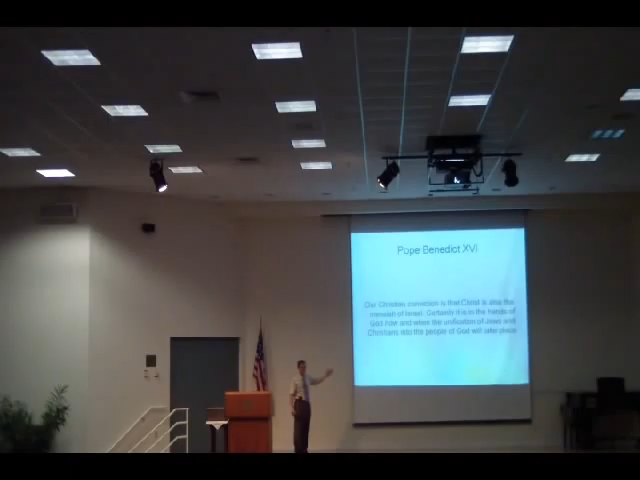 Pope Benedict XVI
Our Christian conviction is that Christ is also the
messiah of Israel. Certainly it is in the hands of
God how and when the unification of Jews and
Christians into the people of God will take place